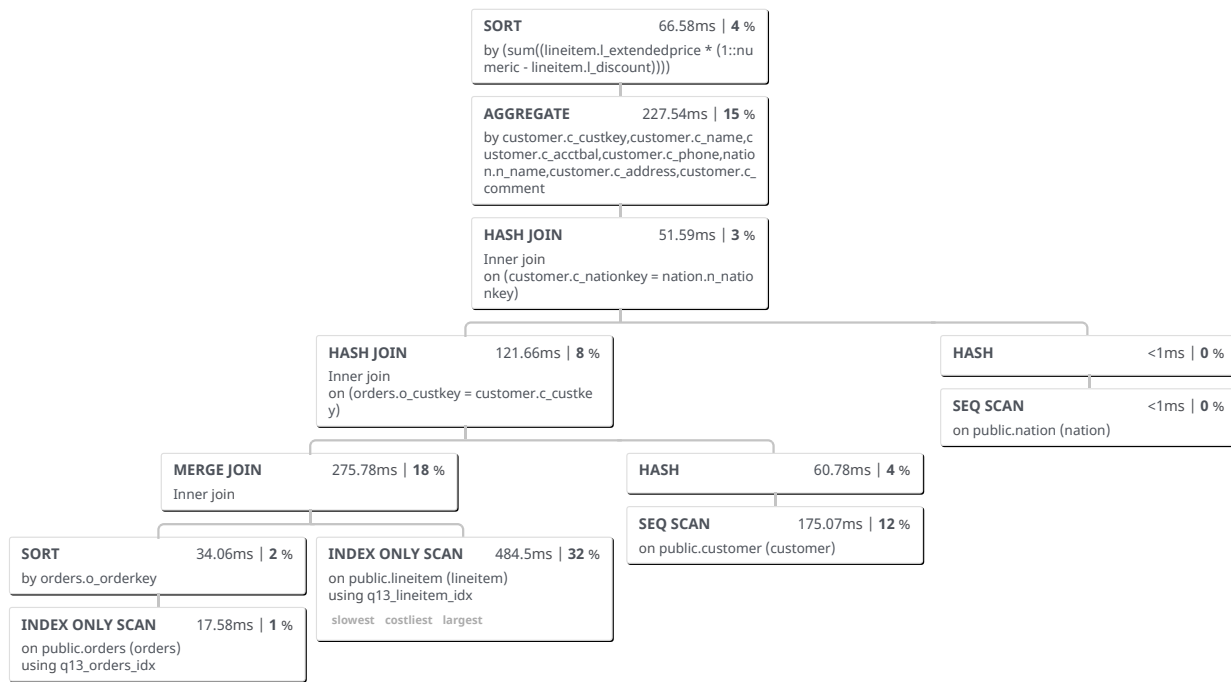 SORT 66.58ms | 4 %
by (sum((lineitem.l_extendedprice * (1::nu
meric - lineitem.l_discount))))
AGGREGATE 227.54ms | 15 %
by customer.c_custkey,customer.c_name,c
ustomer.c_acctbal,customer.c_phone,natio
n.n_name,customer.c_address,customer.c_
comment
HASH JOIN 51.59ms | 3 %
Inner join
on (customer.c_nationkey = nation.n_natio
nkey)
HASH JOIN 121.66ms | 8 %
Inner join
on (orders.o_custkey = customer.c_custke
y)
HASH <1ms | 0 %
SEQ SCAN <1ms | 0 %
on public.nation (nation)
MERGE JOIN 275.78ms | 18 %
Inner join
HASH 60.78ms | 4 %
SEQ SCAN 175.07ms | 12 %
on public.customer (customer)
SORT 34.06ms | 2 %
by orders.o_orderkey
INDEX ONLY SCAN 484.5ms | 32 %
on public.lineitem (lineitem)
using q13_lineitem_idx
slowest costliest largest
INDEX ONLY SCAN 17.58ms | 1 %
on public.orders (orders)
using q13_orders_idx